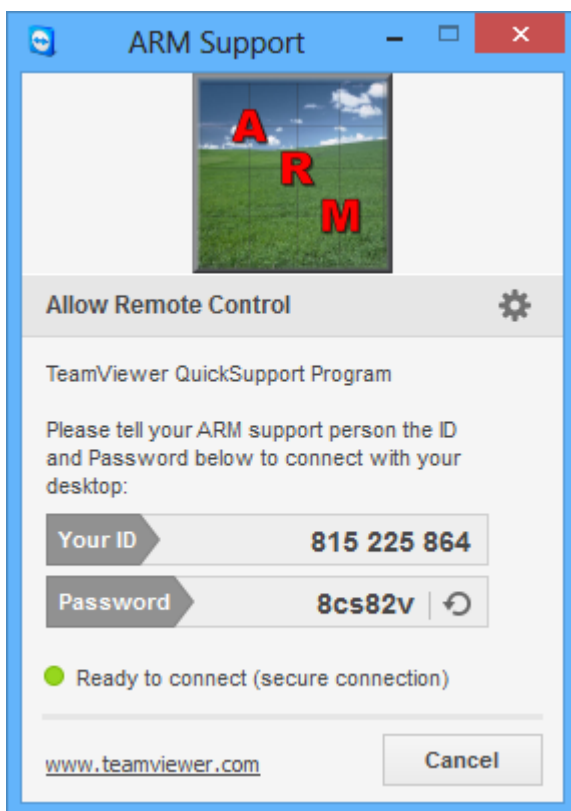 ARM Support
A
R
M
Allow Remote Control
TeamViewer QuickSupport Program
Please tell your ARM support person the ID
and Password below to connect with your
desktop:
Your ID 815 225 864
Password 8cs82v
Ready to connect (secure connection)
www.teamviewer.com Cancel